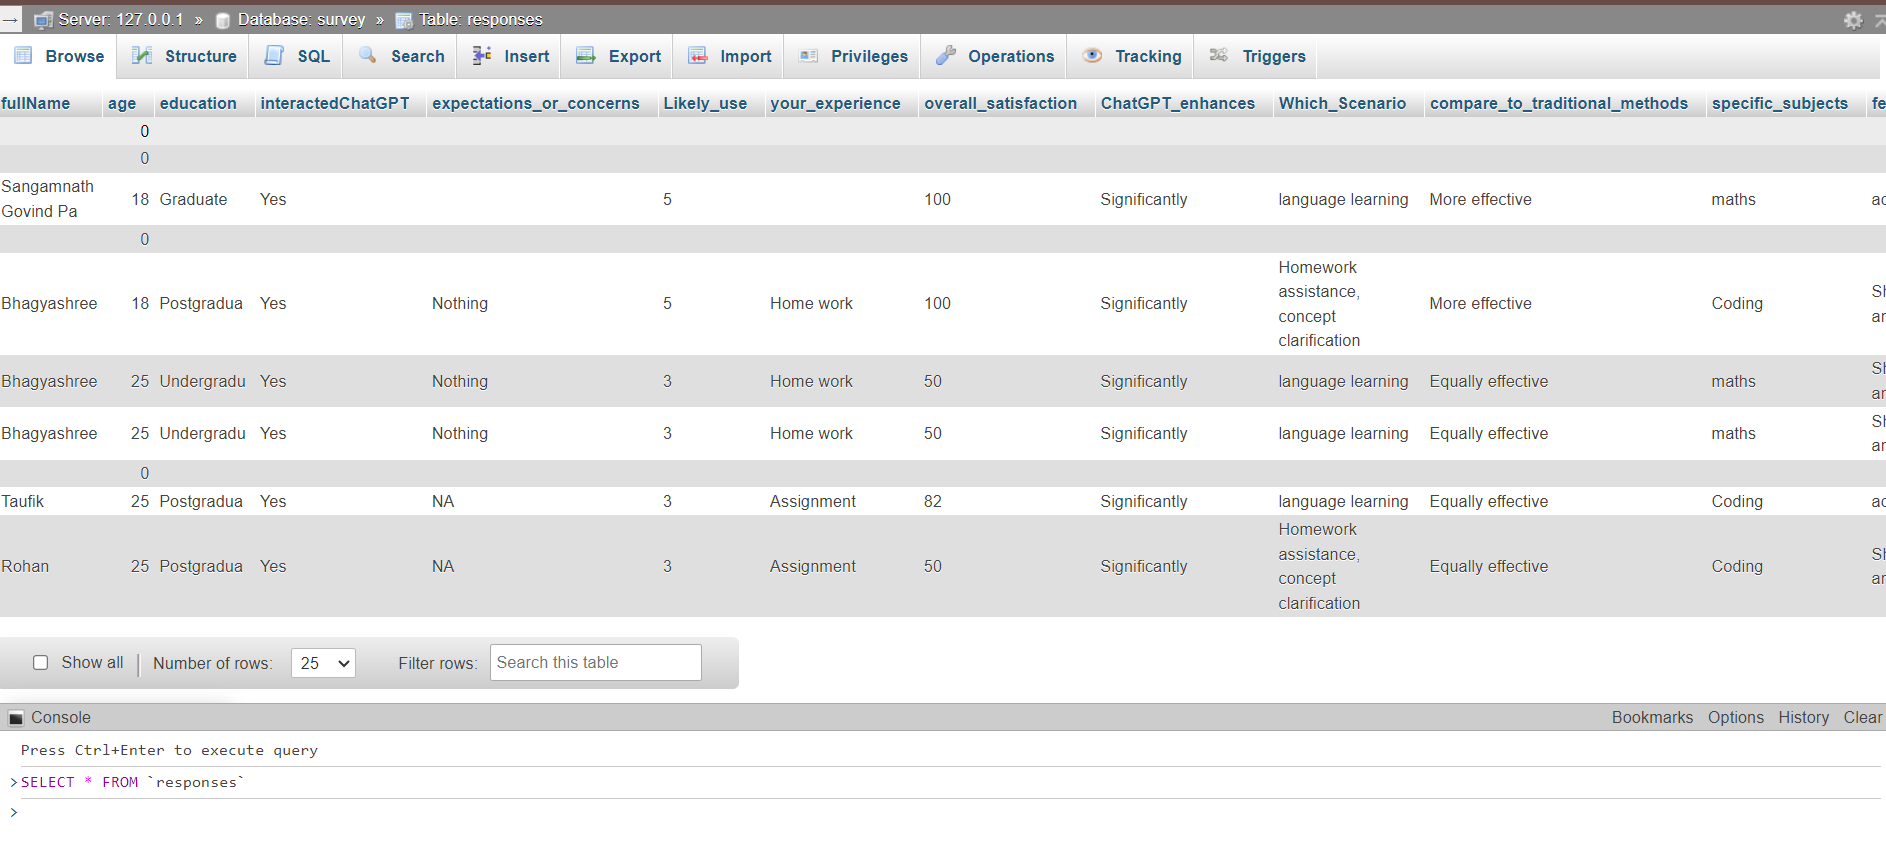 Server: 127.0.0.1 » Database: survey » Table: responses
Browse Structure SQL Search Insert Export Import Privileges Operations Tracking Triggers
fullName age education interactedChatGPT expectations_or_concerns Likely_use your_experience overall_satisfaction ChatGPT_enhances Which_Scenario compare_to_traditional_methods specific_subjects fe
0
0
Sangamnath Govind Pa 18 Graduate Yes 5 100 Significantly language learning More effective maths ac
0
Bhagyashree 18 Postgradua Yes Nothing 5 Home work 100 Significantly Homework assistance, concept clarification More effective Coding Sh ar
Bhagyashree 25 Undergradu Yes Nothing 3 Home work 50 Significantly language learning Equally effective maths Sh ar
Bhagyashree 25 Undergradu Yes Nothing 3 Home work 50 Significantly language learning Equally effective maths Sh ar
0
Taufik 25 Postgradua Yes NA 3 Assignment 82 Significantly language learning Equally effective Coding ac
Rohan 25 Postgradua Yes NA 3 Assignment 50 Significantly Homework assistance, concept clarification Equally effective Coding Sh ar
Show all Number of rows: 25 Filter rows: Search this table
Console Bookmarks Options History Clear
Press Ctrl+Enter to execute query
>SELECT * FROM `responses`
>